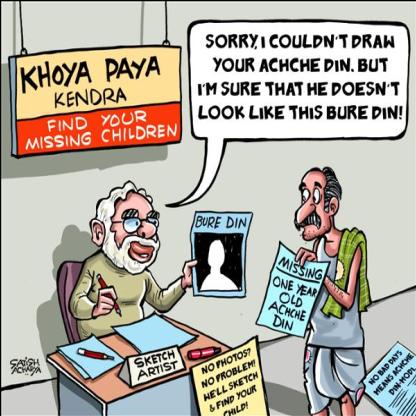 KHOYA PAYA
KENDRA
FIND YOUR
MISSING CHILDREN
SORRY, I COULDN'T DRAW
YOUR ACHCHE DIN. BUT
I'M SURE THAT HE DOESN'T
LOOK LIKE THIS BURE DIN!
BURE DIN
MISSING
ONE YEAR
OLD
ACHCHE
DIN
SKETCH
ARTIST
NO PHOTOS?
NO PROBLEM!
WE'LL SKETCH
& FIND YOUR
CHILD!
NO BAD DAYS
MEANS ACHCHE
DIN-MODI
SATISH
ACHARYA